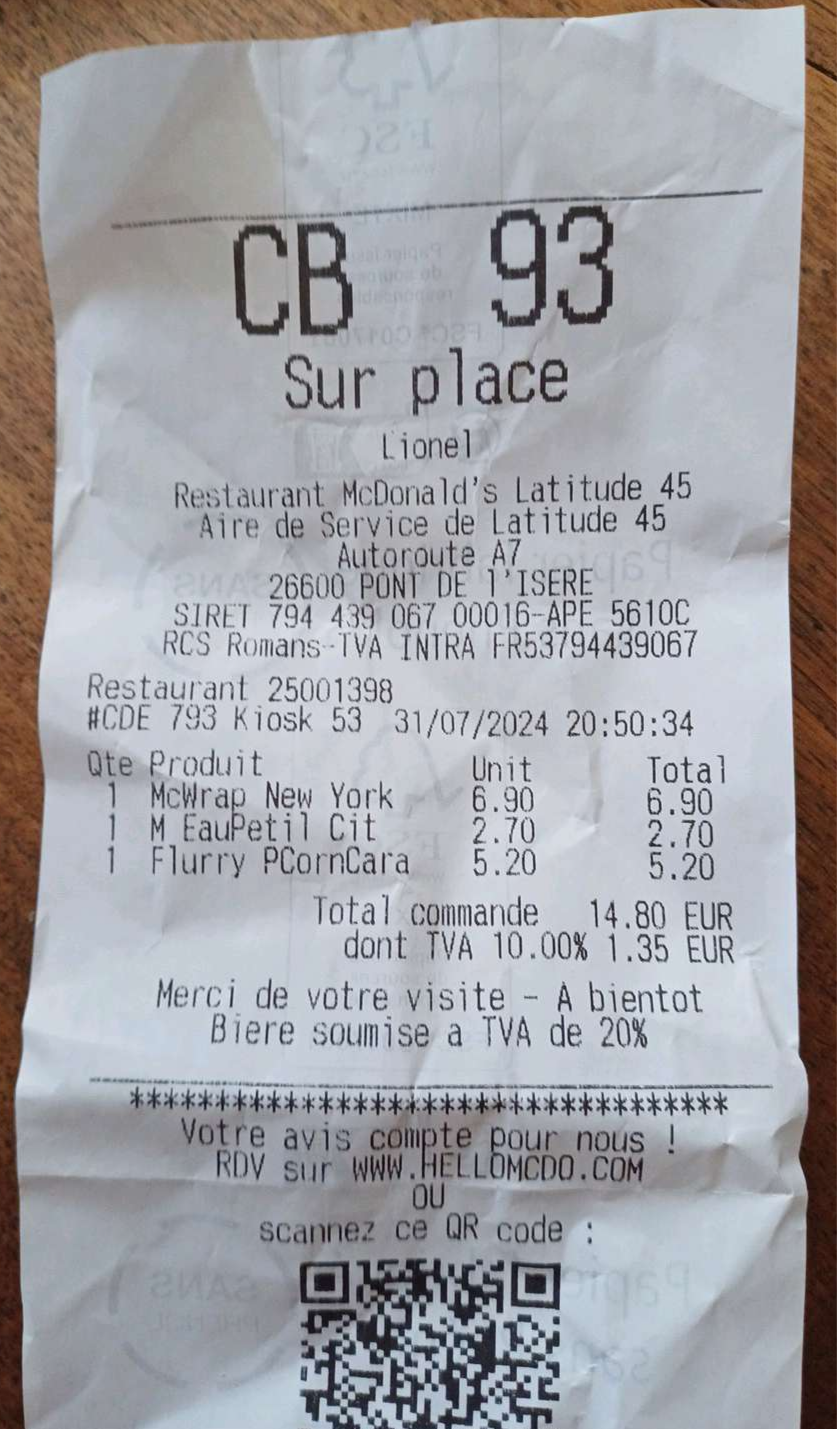 CB 93
Sur place
Lionel
Restaurant McDonald's Latitude 45
Aire de Service de Latitude 45
Autoroute A7
26600 PONT DE l'ISERE
SIRET 794 439 067 00016-APE 5610C
RCS Romans-TVA INTRA FR53794439067
Restaurant 25001398
#CDE 793 Kiosk 53 31/07/2024 20:50:34
Qte Produit Unit Total
1 McWrap New York 6.90 6.90
1 M EauPetil Cit 2.70 2.70
1 Flurry PCornCara 5.20 5.20
Total commande 14.80 EUR
dont TVA 10.00% 1.35 EUR
Merci de votre visite - A bientot
Biere soumise a TVA de 20%
***********************************
Votre avis compte pour nous !
RDV sur WWW.HELLOMCDO.COM
OU
scannez ce QR code :